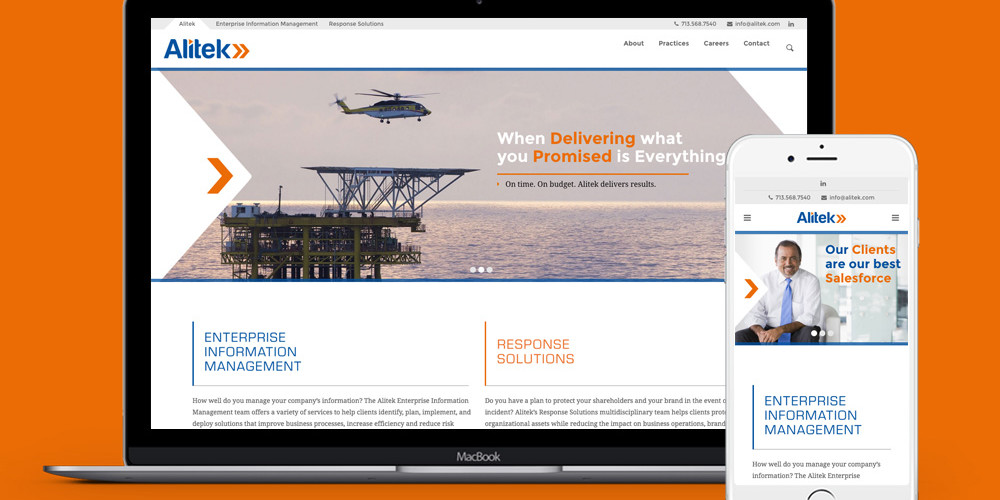 Alitek Enterprise Information Management Response Solutions 713.568.7540 info@alitek.com in
Alitek
About Practices Careers Contact
When Delivering what
you Promised is Everything
On time. On budget. Alitek delivers results.
ENTERPRISE
INFORMATION
MANAGEMENT
How well do you manage your company's information? The Alitek Enterprise Information
Management team offers a variety of services to help clients identify, plan, implement, and
deploy solutions that improve business processes, increase efficiency and reduce risk
RESPONSE
SOLUTIONS
Do you have a plan to protect your shareholders and your brand in the event o
incident? Alitek's Response Solutions multidisciplinary team helps clients prote
organizational assets while reducing the impact on business operations, brand
MacBook
in
713.568.7540 info@alitek.com
Alitek
Our Clients
are our best
Salesforce
ENTERPRISE
INFORMATION
MANAGEMENT
How well do you manage your company's
information? The Alitek Enterprise